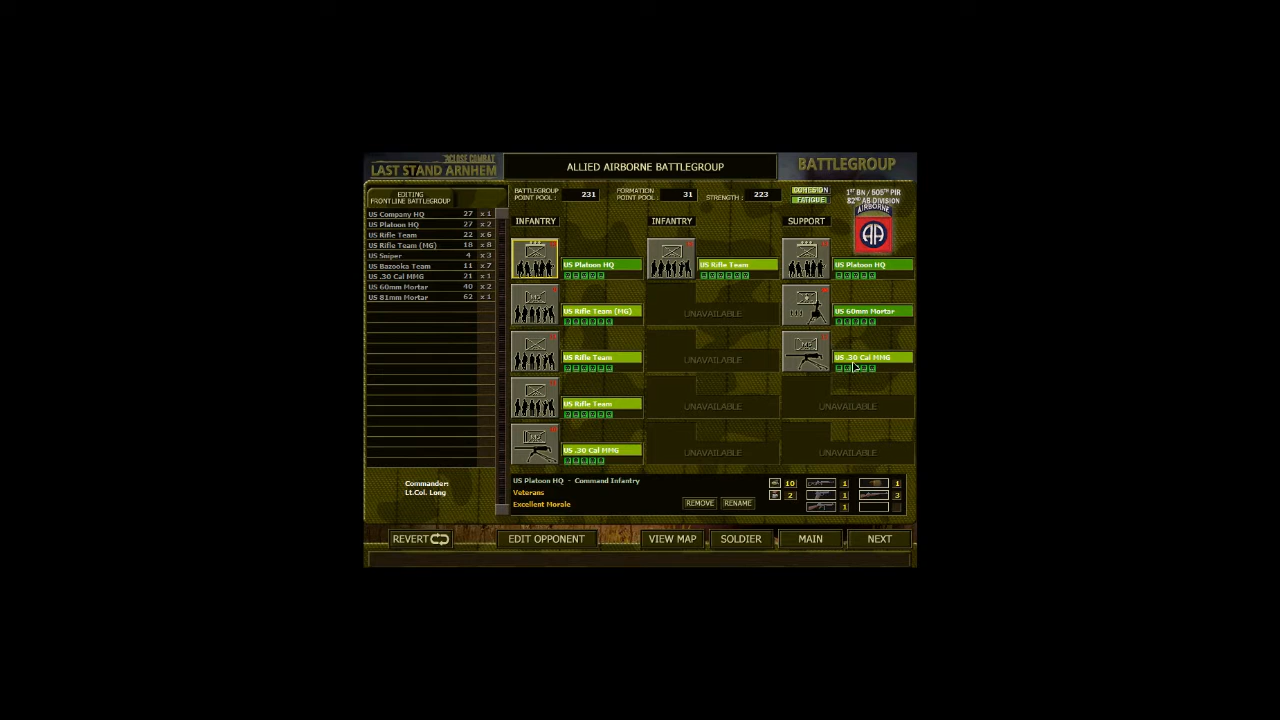 CLOSE COMBAT
LAST STAND ARNHEM
ALLIED AIRBORNE BATTLEGROUP
BATTLEGROUP
EDITING
FRONTLINE BATTLEGROUP
US Company HQ 27 x 1
US Platoon HQ 27 x 2
US Rifle Team 22 x 6
US Rifle Team (MG) 18 x 8
US Sniper 4 x 3
US Bazooka Team 11 x 7
US .30 Cal MMG 21 x 1
US 60mm Mortar 40 x 2
US 81mm Mortar 62 x 1
Commander:
Lt.Col. Long
BATTLEGROUP
POINT POOL : 231
FORMATION
POINT POOL : 31
STRENGTH : 223
COHESION
FATIGUE
1ST BN / 505TH PIR
82ND AB DIVISION
AIRBORNE
AA
INFANTRY
INFANTRY
SUPPORT
US Platoon HQ
US Rifle Team
US Platoon HQ
US Rifle Team (MG)
UNAVAILABLE
US 60mm Mortar
US Rifle Team
UNAVAILABLE
US .30 Cal MMG
US Rifle Team
UNAVAILABLE
UNAVAILABLE
US .30 Cal MMG
UNAVAILABLE
UNAVAILABLE
US Platoon HQ - Command Infantry
Veterans
Excellent Morale
REMOVE
RENAME
10 1 1
2 1 3
1
REVERT
EDIT OPPONENT
VIEW MAP
SOLDIER
MAIN
NEXT